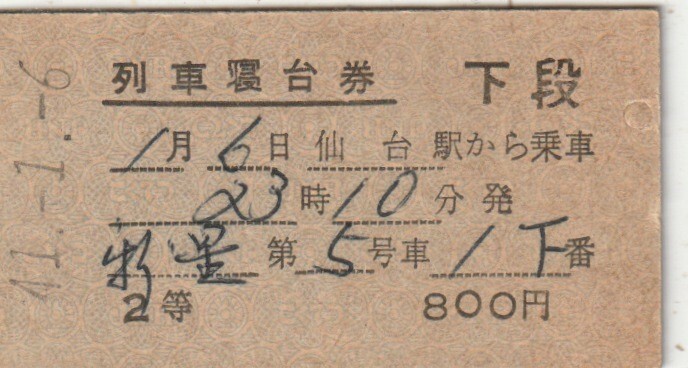 列車寝台券 下段
1月6日 仙台駅から乗車
23時10分発
新星 第5号車 1下番
2等 800円
41.-1.-6